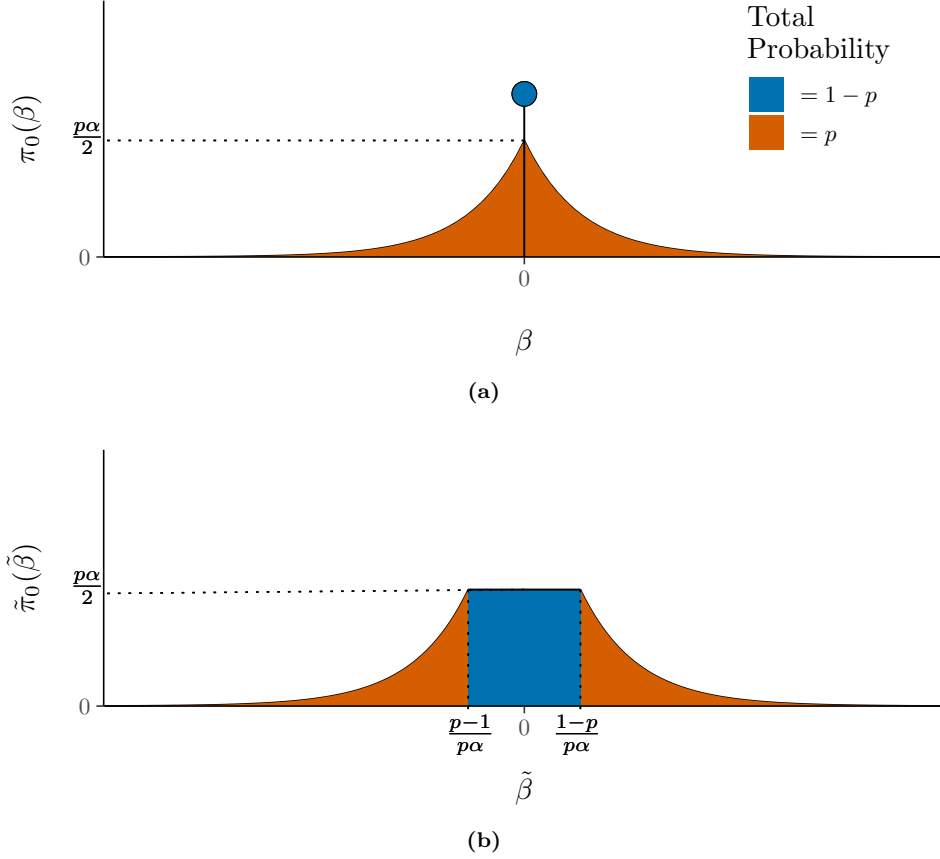 Total
Probability
= 1 − p
= p
π₀(β)
pα/2
0
0
β
(a)
π̃₀(β̃)
pα/2
0
p−1/pα
0
1−p/pα
β̃
(b)